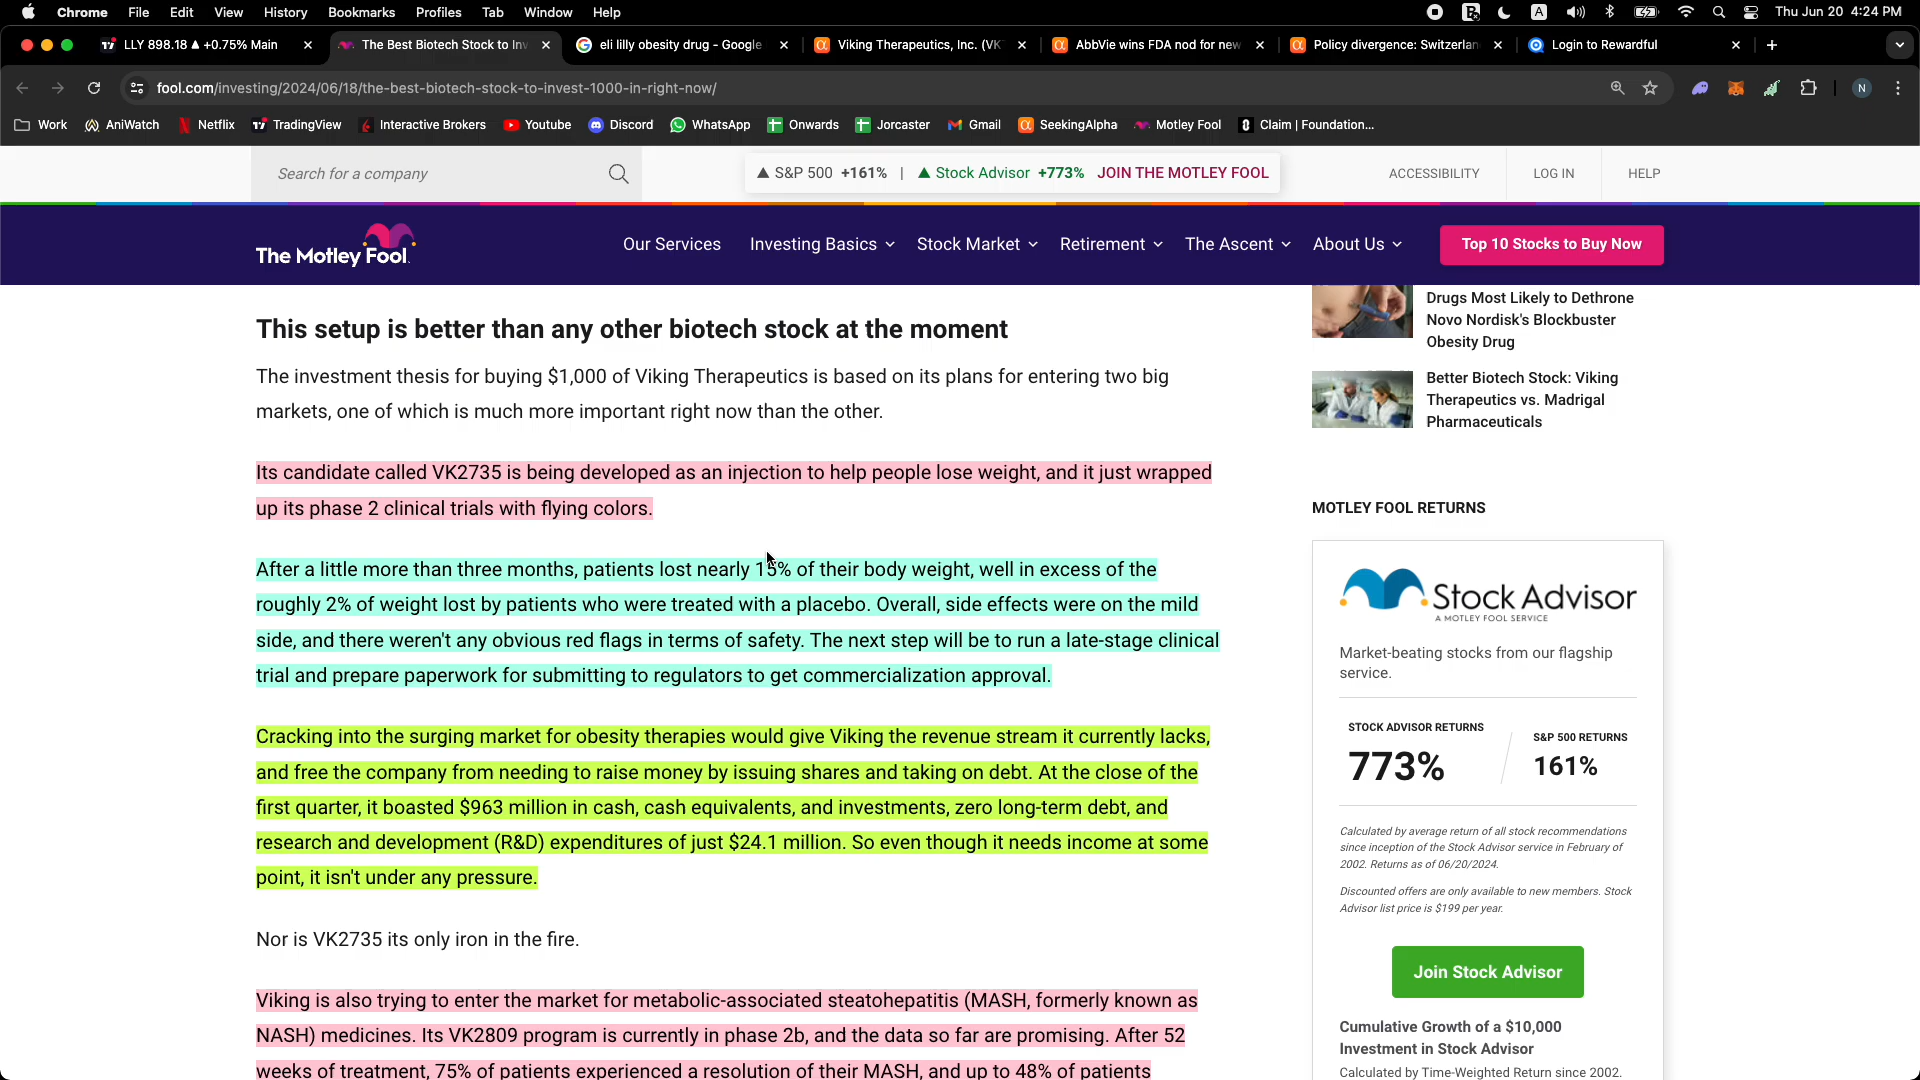 Chrome File Edit View History Bookmarks Profiles Tab Window Help
A
Thu Jun 20 4:24 PM
LLY 898.18 ▲ +0.75% Main
The Best Biotech Stock to Inv
eli lilly obesity drug - Google
Viking Therapeutics, Inc. (VK
AbbVie wins FDA nod for new
Policy divergence: Switzerlan
Login to Rewardful
fool.com/investing/2024/06/18/the-best-biotech-stock-to-invest-1000-in-right-now/
N
Work AniWatch Netflix TradingView Interactive Brokers Youtube Discord WhatsApp Onwards Jorcaster Gmail SeekingAlpha Motley Fool Claim | Foundation...
Search for a company
▲ S&P 500 +161% | ▲ Stock Advisor +773% JOIN THE MOTLEY FOOL
ACCESSIBILITY
LOG IN
HELP
The Motley Fool.
Our Services
Investing Basics
Stock Market
Retirement
The Ascent
About Us
Top 10 Stocks to Buy Now
This setup is better than any other biotech stock at the moment
The investment thesis for buying $1,000 of Viking Therapeutics is based on its plans for entering two big
markets, one of which is much more important right now than the other.
Its candidate called VK2735 is being developed as an injection to help people lose weight, and it just wrapped
up its phase 2 clinical trials with flying colors.
After a little more than three months, patients lost nearly 15% of their body weight, well in excess of the
roughly 2% of weight lost by patients who were treated with a placebo. Overall, side effects were on the mild
side, and there weren't any obvious red flags in terms of safety. The next step will be to run a late-stage clinical
trial and prepare paperwork for submitting to regulators to get commercialization approval.
Cracking into the surging market for obesity therapies would give Viking the revenue stream it currently lacks,
and free the company from needing to raise money by issuing shares and taking on debt. At the close of the
first quarter, it boasted $963 million in cash, cash equivalents, and investments, zero long-term debt, and
research and development (R&D) expenditures of just $24.1 million. So even though it needs income at some
point, it isn't under any pressure.
Nor is VK2735 its only iron in the fire.
Viking is also trying to enter the market for metabolic-associated steatohepatitis (MASH, formerly known as
NASH) medicines. Its VK2809 program is currently in phase 2b, and the data so far are promising. After 52
weeks of treatment, 75% of patients experienced a resolution of their MASH, and up to 48% of patients
Drugs Most Likely to Dethrone
Novo Nordisk's Blockbuster
Obesity Drug
Better Biotech Stock: Viking
Therapeutics vs. Madrigal
Pharmaceuticals
MOTLEY FOOL RETURNS
Stock Advisor
A MOTLEY FOOL SERVICE
Market-beating stocks from our flagship
service.
STOCK ADVISOR RETURNS
773%
S&P 500 RETURNS
161%
Calculated by average return of all stock recommendations
since inception of the Stock Advisor service in February of
2002. Returns as of 06/20/2024.
Discounted offers are only available to new members. Stock
Advisor list price is $199 per year.
Join Stock Advisor
Cumulative Growth of a $10,000
Investment in Stock Advisor
Calculated by Time-Weighted Return since 2002.